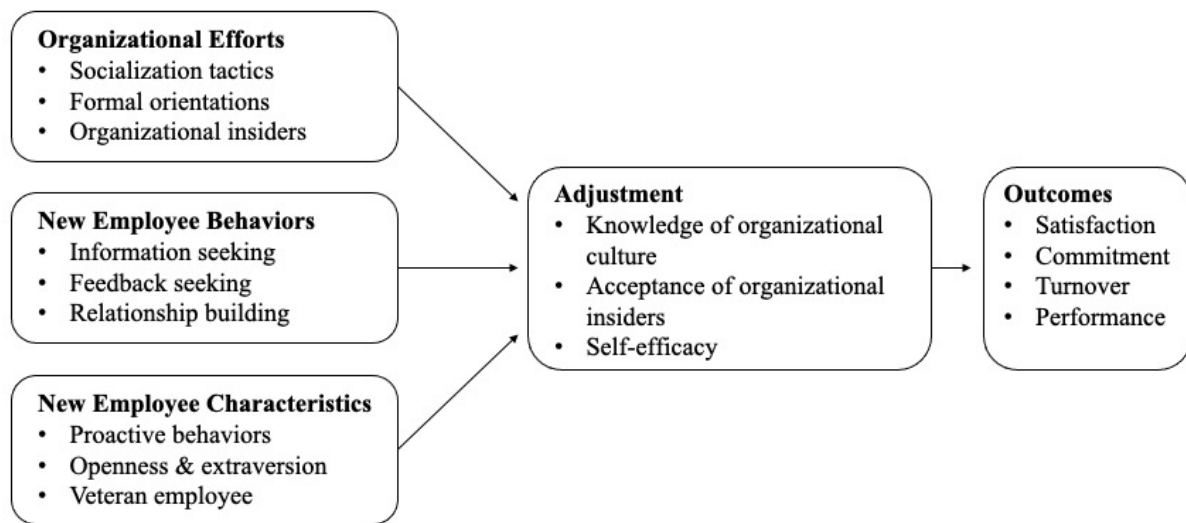 Organizational Efforts
• Socialization tactics
• Formal orientations
• Organizational insiders
New Employee Behaviors
• Information seeking
• Feedback seeking
• Relationship building
New Employee Characteristics
• Proactive behaviors
• Openness & extraversion
• Veteran employee
Adjustment
• Knowledge of organizational
culture
• Acceptance of organizational
insiders
• Self-efficacy
Outcomes
• Satisfaction
• Commitment
• Turnover
• Performance